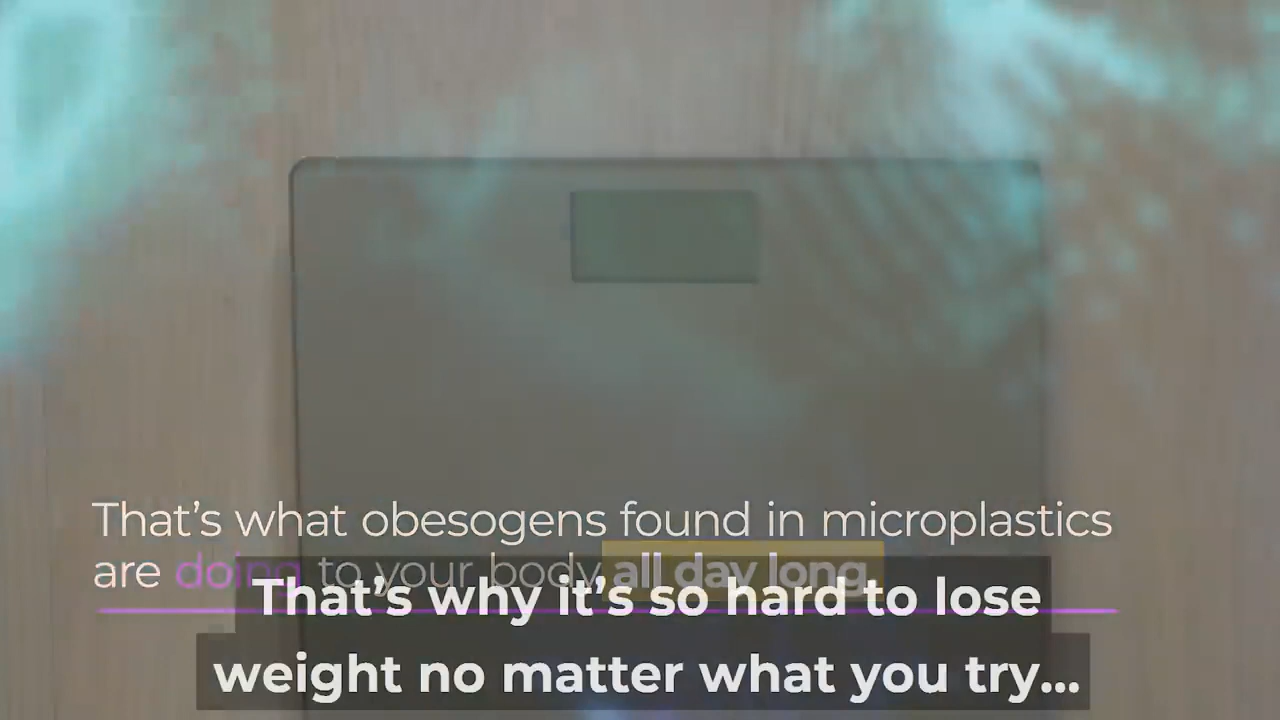 That's what obesogens found in microplastics
are doing to your body all day long.
That's why it's so hard to lose
weight no matter what you try...